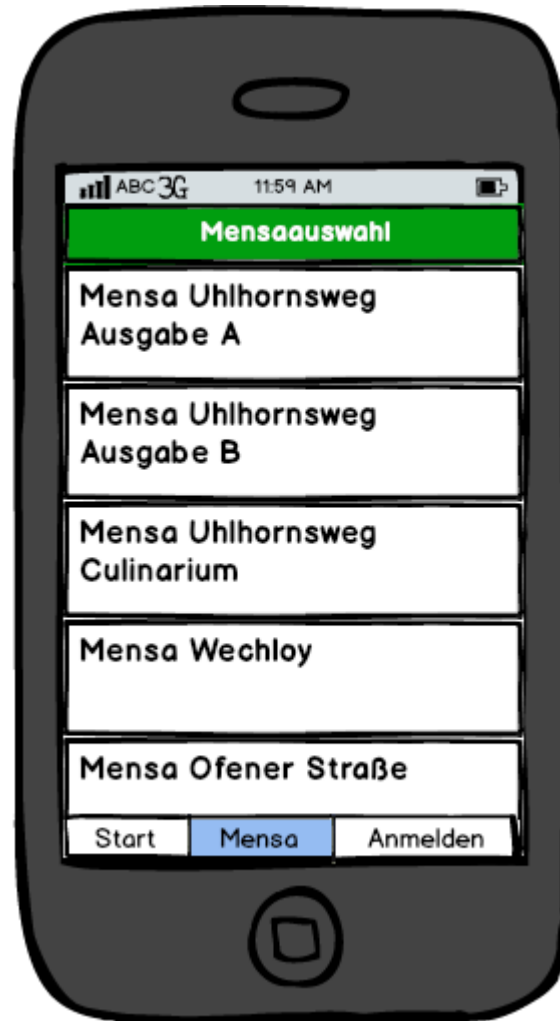 ABC 3G 11:59 AM
Mensaauswahl
Mensa Uhlhornsweg
Ausgabe A
Mensa Uhlhornsweg
Ausgabe B
Mensa Uhlhornsweg
Culinarium
Mensa Wechloy
Mensa Ofener Straße
Start Mensa Anmelden